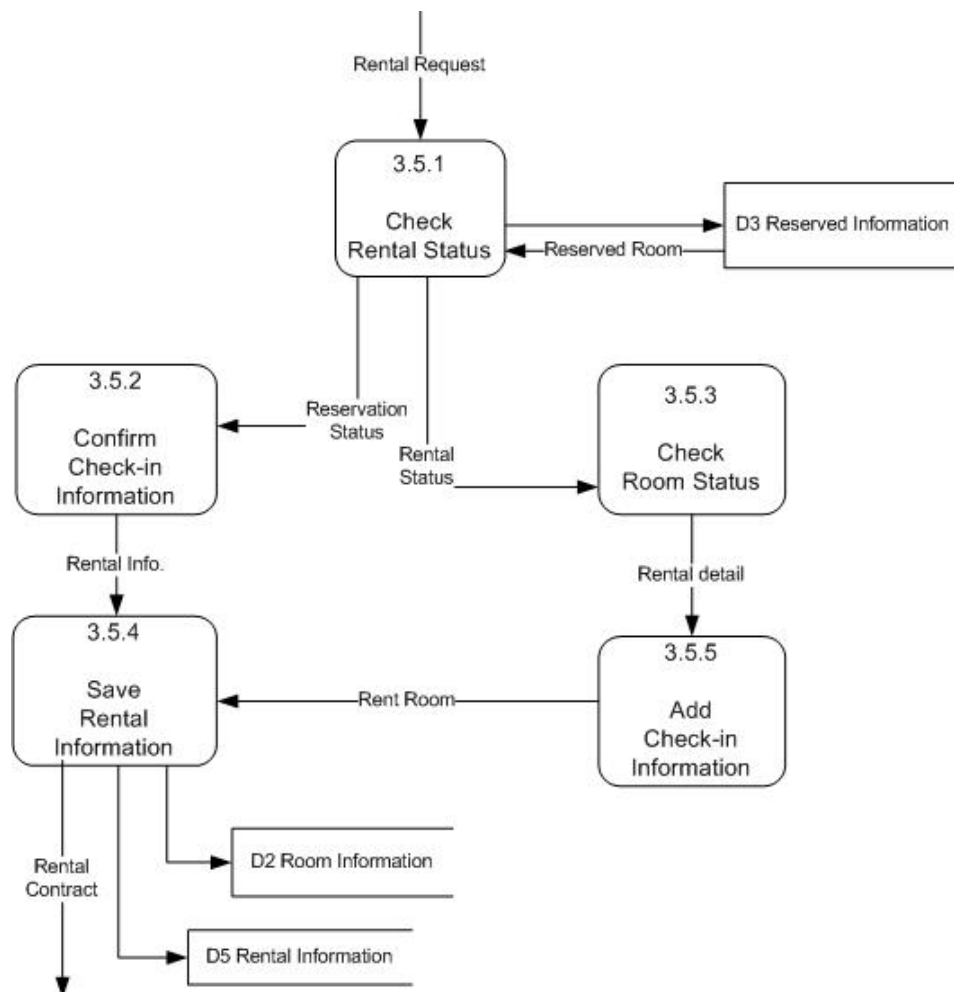 Rental Request
3.5.1
Check
Rental Status
D3 Reserved Information
Reserved Room
3.5.2
Confirm
Check-in
Information
Reservation
Status
Rental
Status
3.5.3
Check
Room Status
Rental Info.
Rental detail
3.5.4
Save
Rental
Information
Rent Room
3.5.5
Add
Check-in
Information
Rental
Contract
D2 Room Information
D5 Rental Information